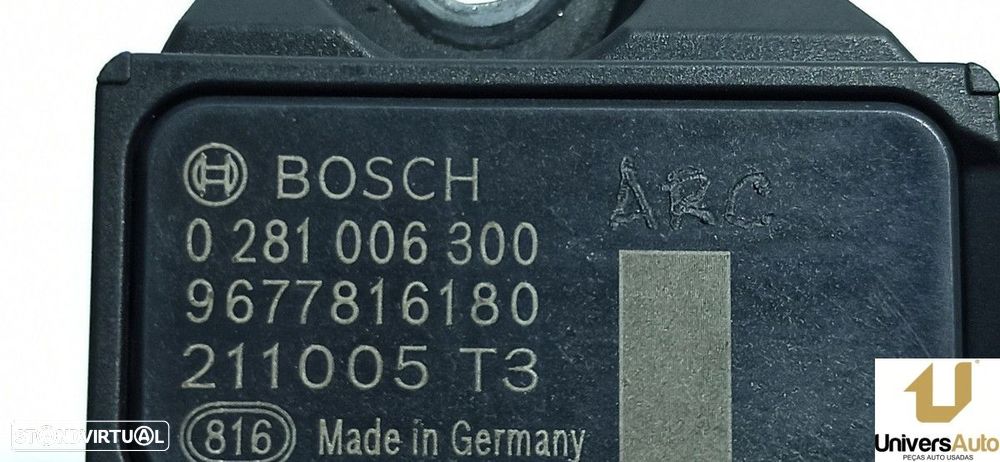 BOSCH
ARC
0 281 006 300
9677816180
211005 T3
816 Made in Germany
STANDVIRTUAL
UniversAuto
PEÇAS AUTO USADAS